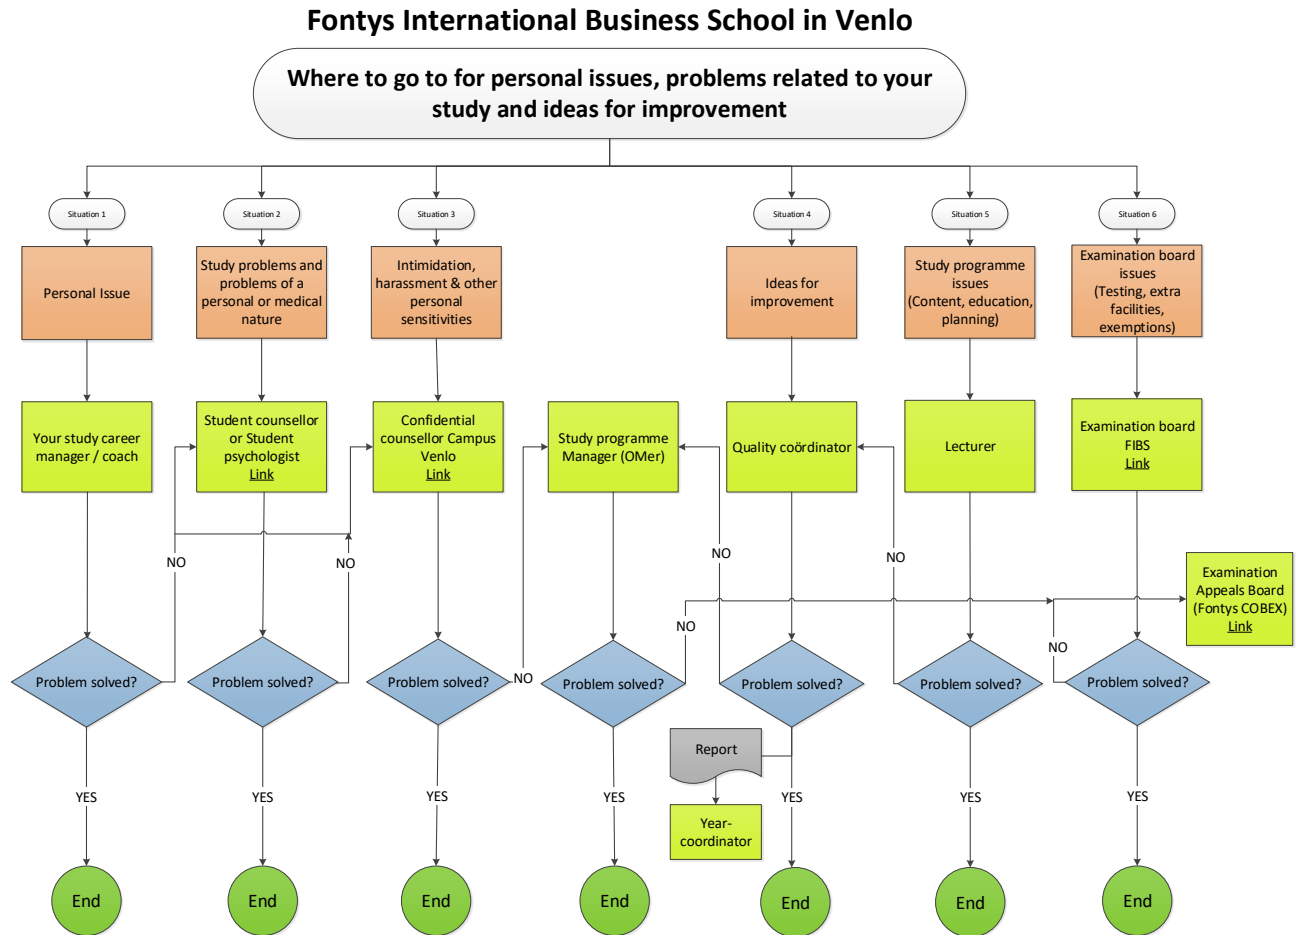 Fontys International Business School in Venlo
Where to go to for personal issues, problems related to your
study and ideas for improvement
Situation 1
Situation 2
Situation 3
Situation 4
Situation 5
Situation 6
Personal Issue
Study problems and
problems of a
personal or medical
nature
Intimidation,
harassment & other
personal
sensitivities
Ideas for
improvement
Study programme
issues
(Content, education,
planning)
Examination board
issues
(Testing, extra
facilities,
exemptions)
Your study career
manager / coach
Student counsellor
or Student
psychologist
Link
Confidential
counsellor Campus
Venlo
Link
Study programme
Manager (OMer)
Quality coördinator
Lecturer
Examination board
FIBS
Link
NO
NO
NO
NO
Examination
Appeals Board
(Fontys COBEX)
Link
NO
NO
NO
Problem solved?
Problem solved?
Problem solved?
Problem solved?
Problem solved?
Problem solved?
Problem solved?
Report
Year-
coordinator
YES
YES
YES
YES
YES
YES
YES
End
End
End
End
End
End
End